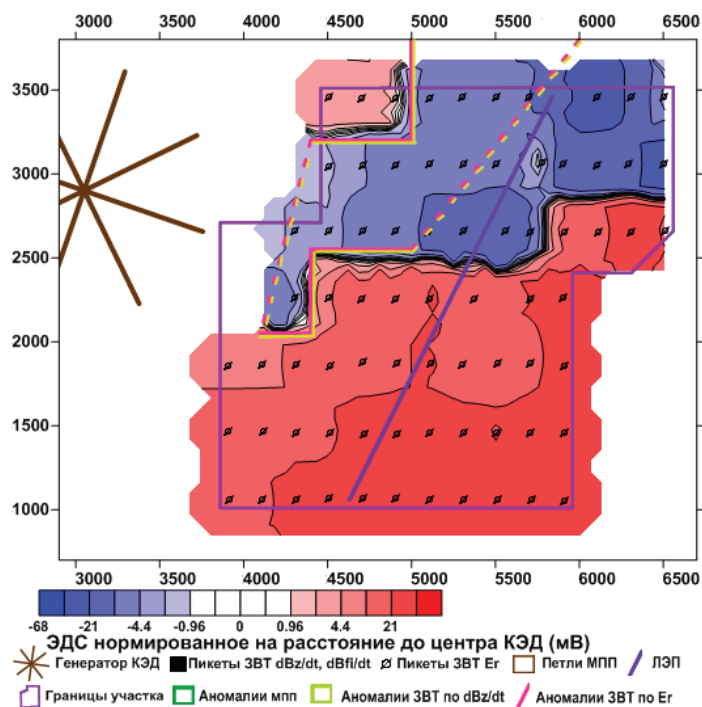 3000 3500 4000 4500 5000 5500 6000 6500
3500
3000
2500
2000
1500
1000
3000 3500 4000 4500 5000 5500 6000 6500
-68 -21 -4.4 -0.96 0 0.96 4.4 21
ЭДС нормированное на расстояние до центра КЭД (мВ)
Генератор КЭД Пикеты ЗВТ dBz/dt, dBfi/dt Пикеты ЗВТ Er Петли МПП ЛЭП
Границы участка Аномалии мпп Аномалии ЗВТ по dBz/dt Аномалии ЗВТ по Er